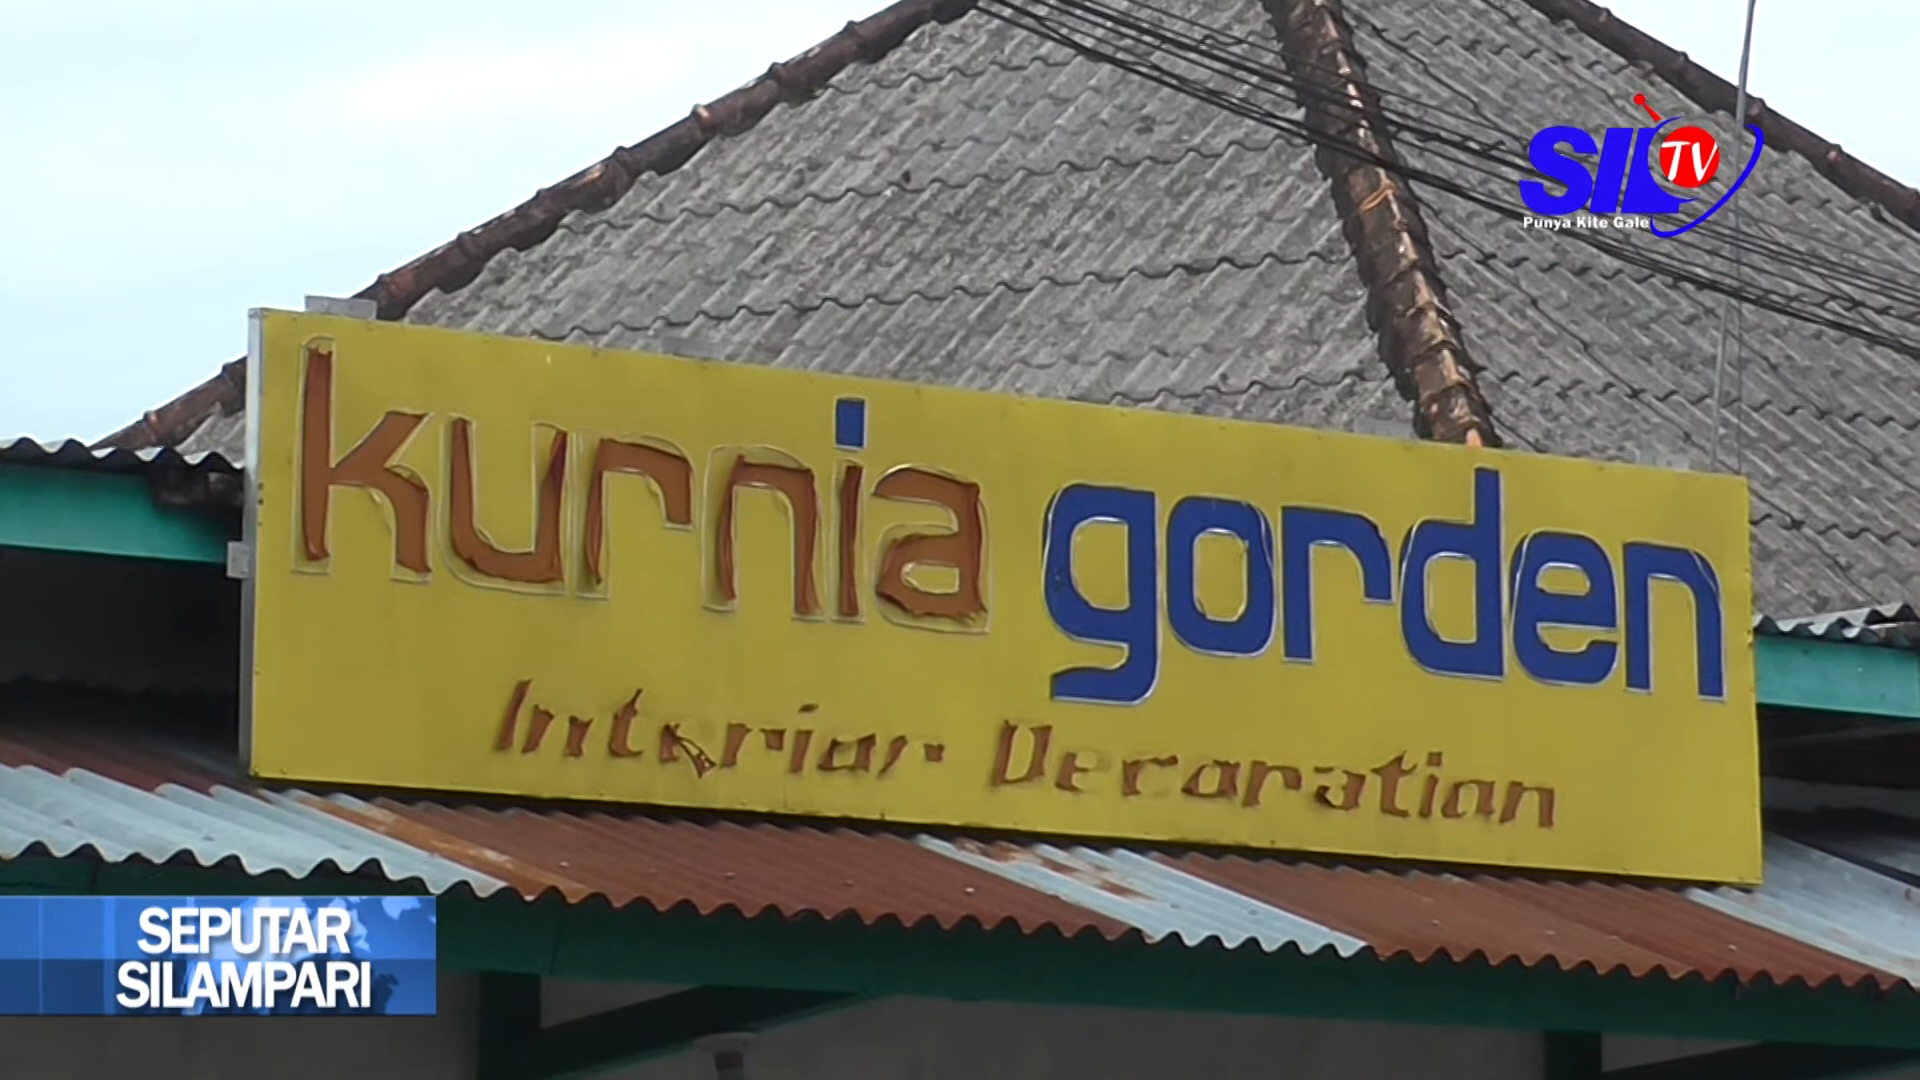 SIL TV
Punya Kite Gale
kurnia gorden
Interior Decoration
SEPUTAR
SILAMPARI